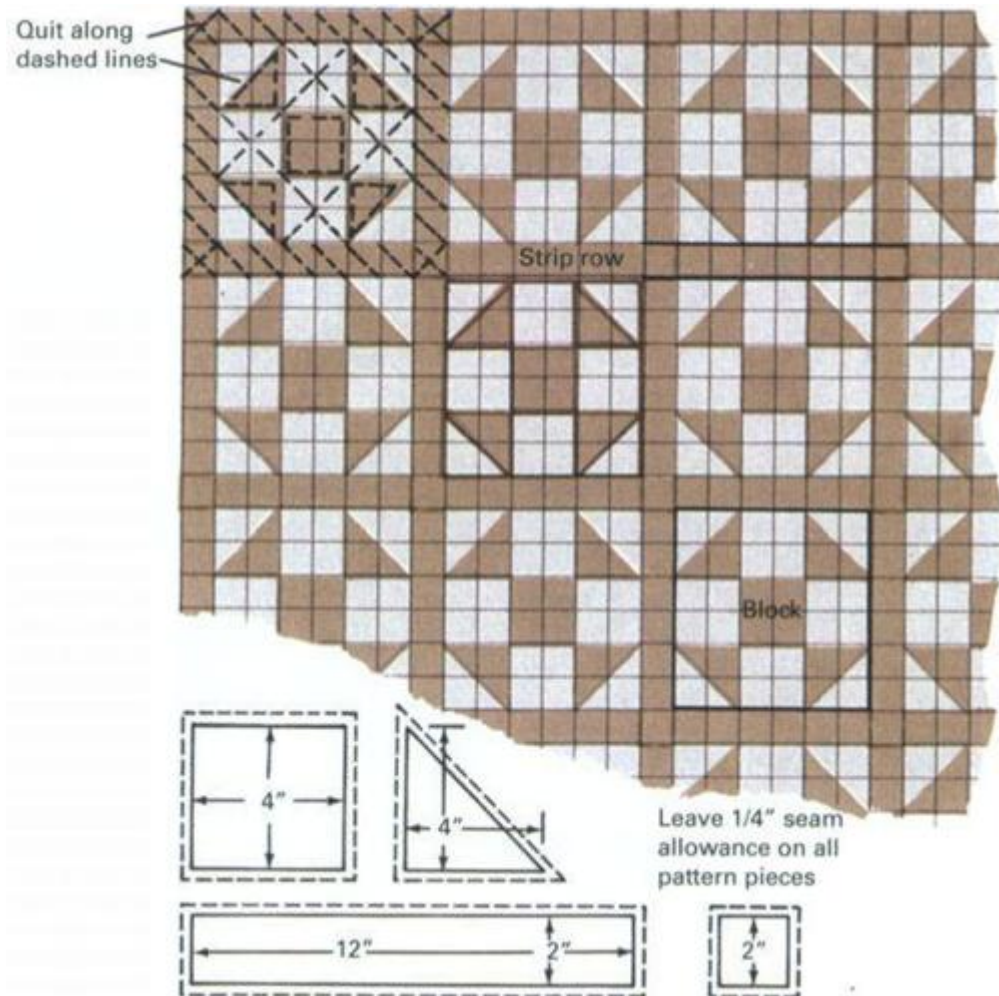 Quit along
dashed lines
Strip row
Block
4"
4"
Leave 1/4" seam
allowance on all
pattern pieces
12"
2"
2"